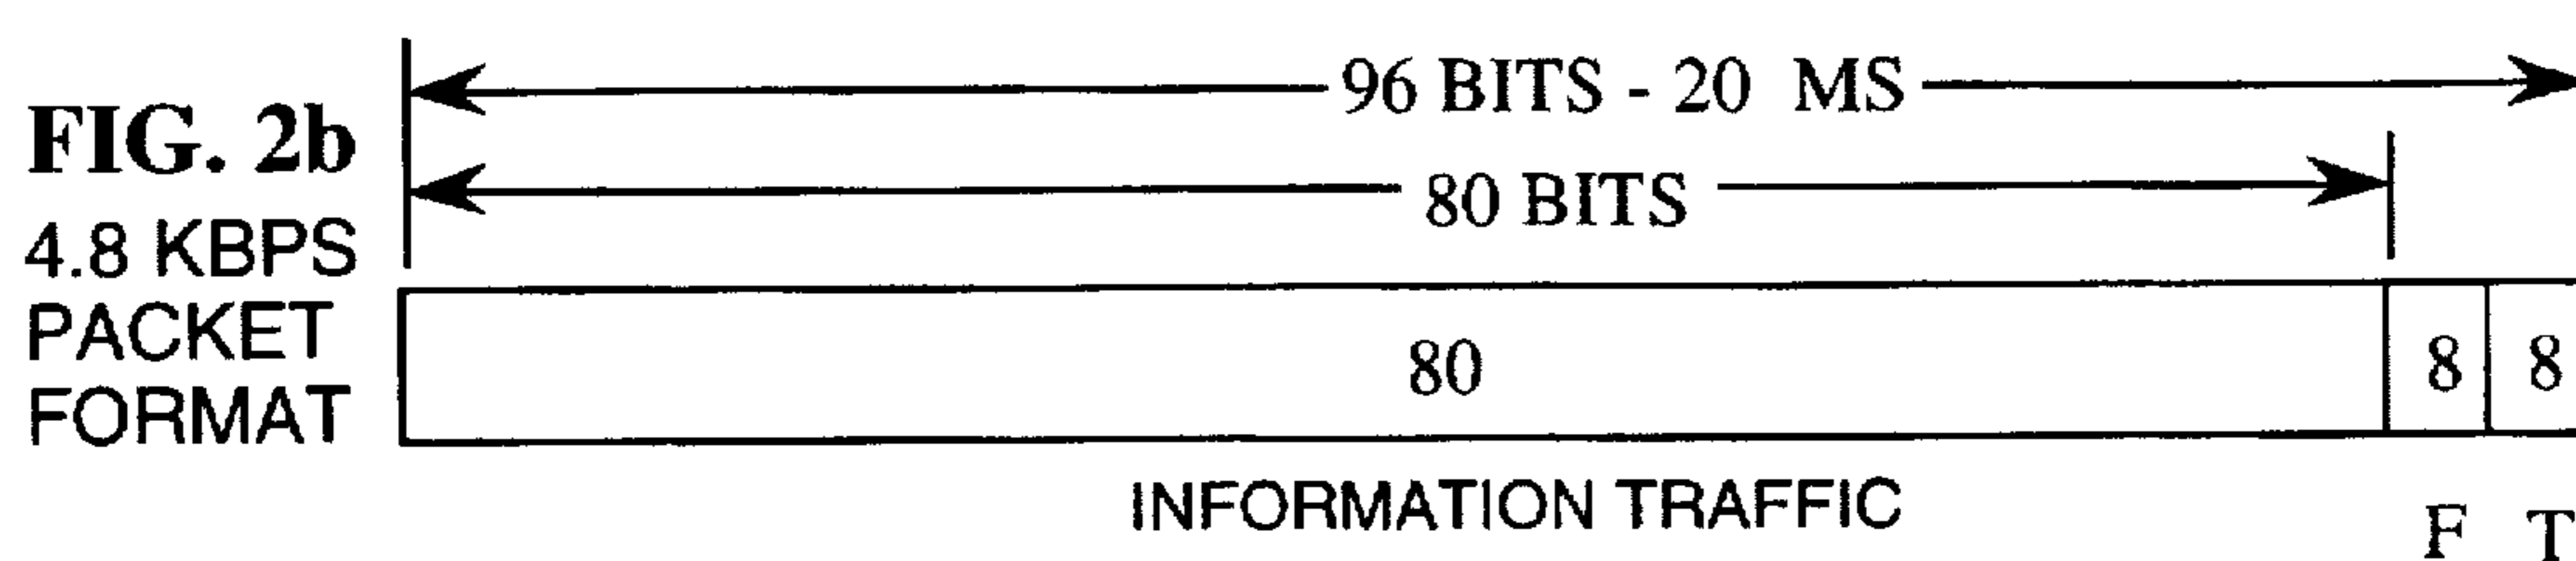 96 BITS - 20 MS
FIG. 2b
80 BITS
4.8 KBPS
PACKET
FORMAT
80
8
8
INFORMATION TRAFFIC
F
T